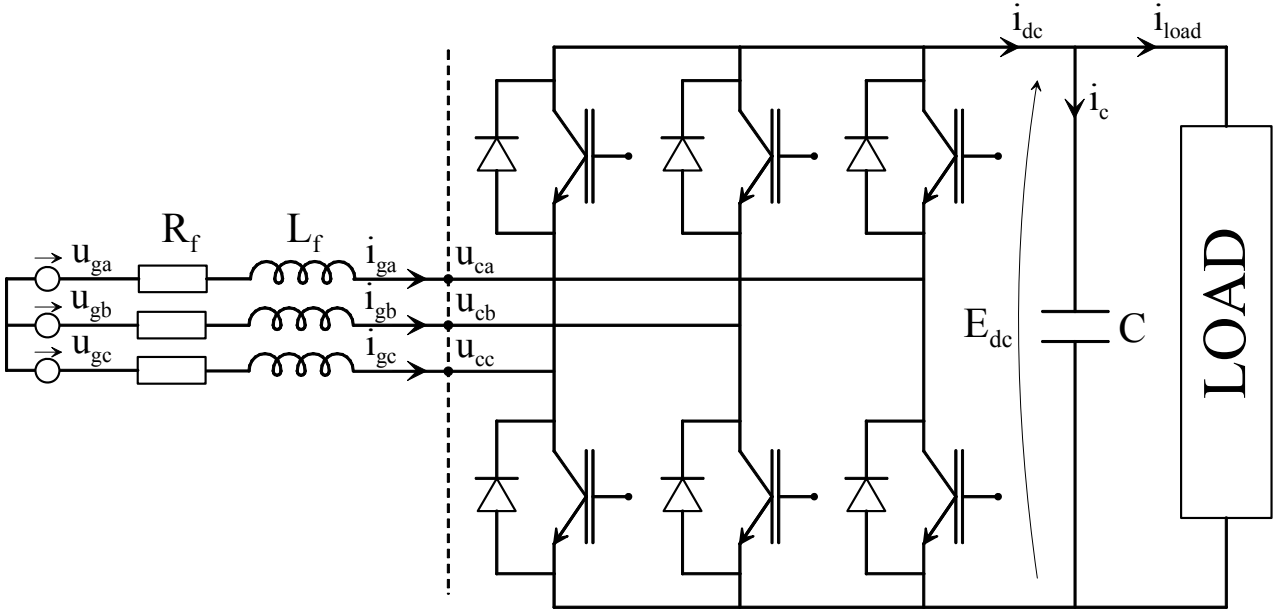 i_dc
i_load
i_c
R_f
L_f
u_ga
i_ga
u_ca
u_gb
i_gb
u_cb
u_gc
i_gc
u_cc
E_dc
C
LOAD